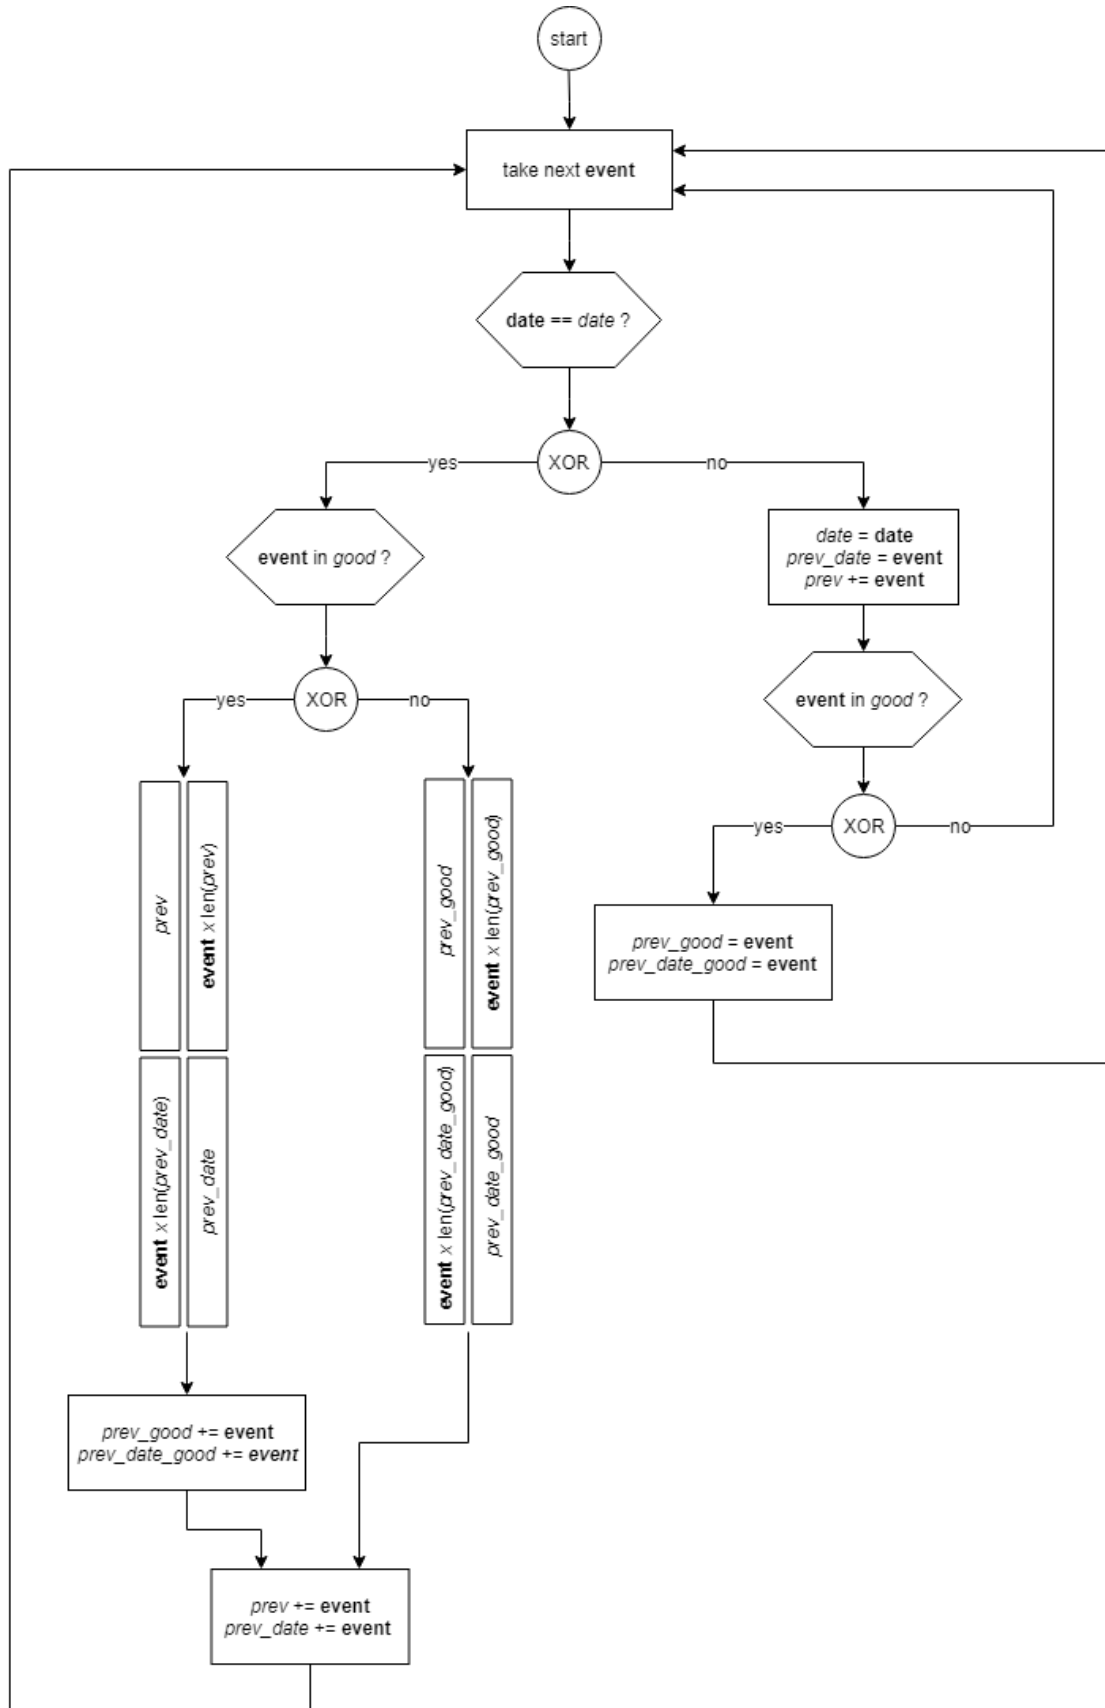 start
take next event
date == date ?
yes
XOR
no
event in good ?
date = date
prev_date = event
prev += event
yes
XOR
no
event in good ?
prev
event x len(prev)
prev_good
event x len(prev_good)
yes
XOR
no
prev_good = event
prev_date_good = event
event x len(prev_date)
prev_date
event x len(prev_date_good)
prev_date_good
prev_good += event
prev_date_good += event
prev += event
prev_date += event